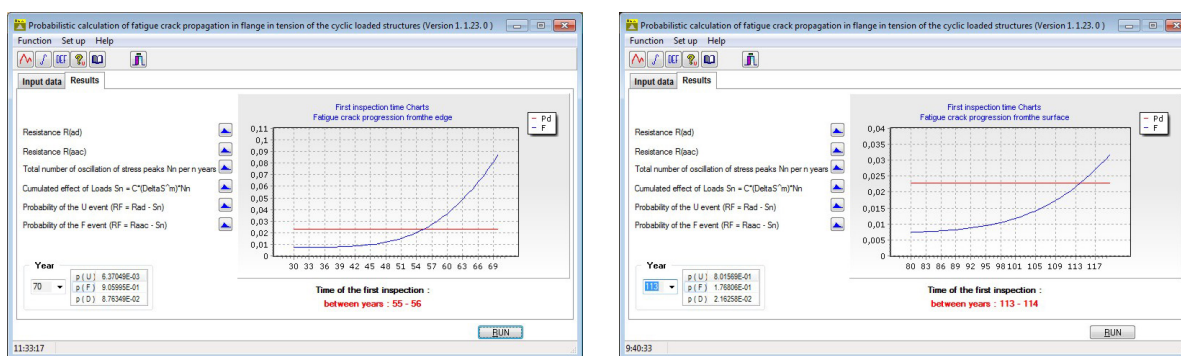 Probabilistic calculation of fatigue crack propagation in flange in tension of the cyclic loaded structures (Version 1. 1.23. 0 )
Function Set up Help
DEF
Input data Results
First inspection time Charts
Fatigue crack progression fromthe edge
Pd
F
Resistance R(ad)
Resistance R(aac)
Total number of oscillation of stress peaks Nn per n years
Cumulated effect of Loads Sn = C*(DeltaS^m)*Nn
Probability of the U event (RF = Rad - Sn)
Probability of the F event (RF = Raac - Sn)
0,11
0,1
0,09
0,08
0,07
0,06
0,05
0,04
0,03
0,02
0,01
0
30 33 36 39 42 45 48 51 54 57 60 63 66 69
Year
70
p ( U ) 6.37049E-03
p ( F ) 9.05995E-01
p ( D ) 8.76349E-02
Time of the first inspection :
between years : 55 - 56
RUN
11:33:17
Probabilistic calculation of fatigue crack propagation in flange in tension of the cyclic loaded structures (Version 1. 1.23. 0 )
Function Set up Help
DEF
Input data Results
First inspection time Charts
Fatigue crack progression fromthe surface
Pd
F
Resistance R(ad)
Resistance R(aac)
Total number of oscillation of stress peaks Nn per n years
Cumulated effect of Loads Sn = C*(DeltaS^m)*Nn
Probability of the U event (RF = Rad - Sn)
Probability of the F event (RF = Raac - Sn)
0,04
0,035
0,03
0,025
0,02
0,015
0,01
0,005
0
80 83 86 89 92 95 98 101 105 109 113 117
Year
113
p ( U ) 8.01569E-01
p ( F ) 1.76806E-01
p ( D ) 2.16258E-02
Time of the first inspection :
between years : 113 - 114
RUN
9:40:33